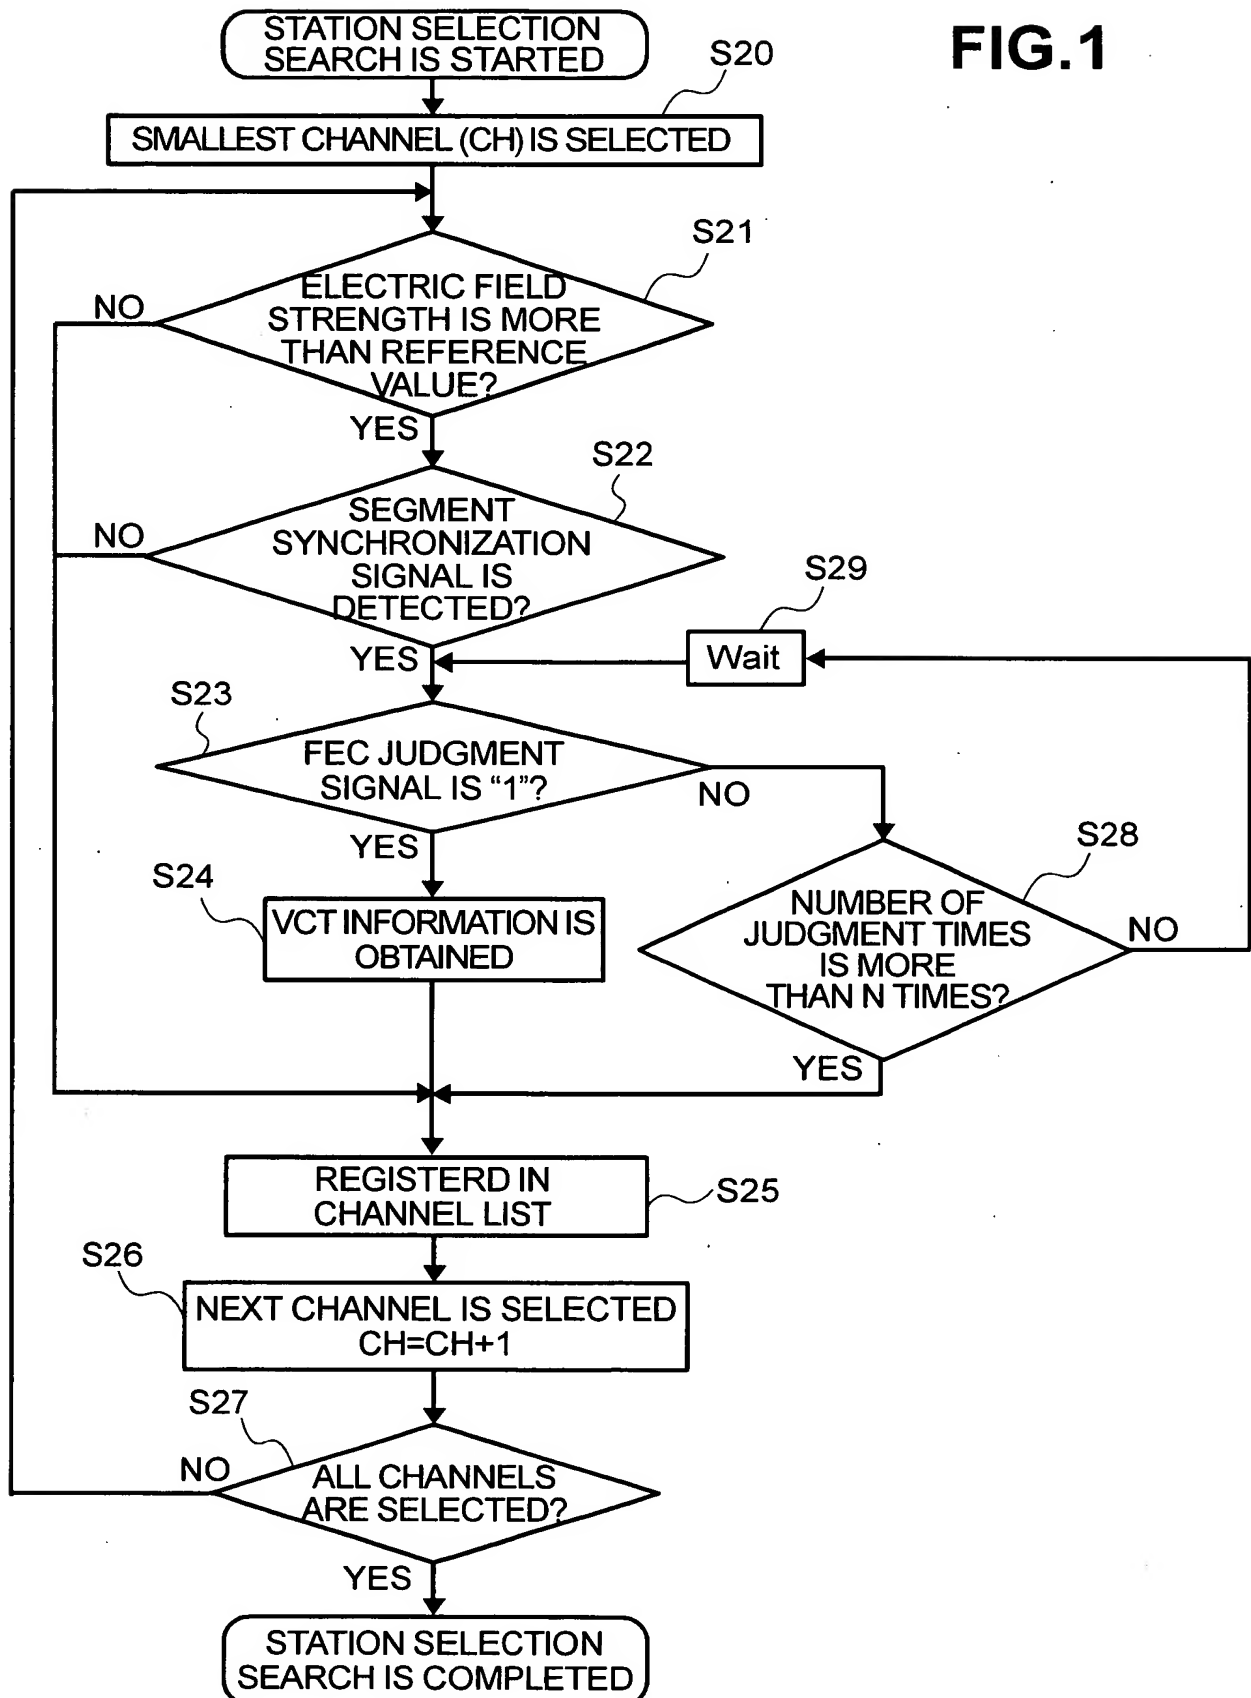 FIG.1
STATION SELECTION
SEARCH IS STARTED
S20
SMALLEST CHANNEL (CH) IS SELECTED
S21
ELECTRIC FIELD
STRENGTH IS MORE
THAN REFERENCE
VALUE?
NO
YES
S22
SEGMENT
SYNCHRONIZATION
SIGNAL IS
DETECTED?
NO
YES
S29
Wait
S23
FEC JUDGMENT
SIGNAL IS “1”?
NO
YES
S28
NUMBER OF
JUDGMENT TIMES
IS MORE
THAN N TIMES?
NO
YES
S24
VCT INFORMATION IS
OBTAINED
REGISTERD IN
CHANNEL LIST
S25
S26
NEXT CHANNEL IS SELECTED
CH=CH+1
S27
ALL CHANNELS
ARE SELECTED?
NO
YES
STATION SELECTION
SEARCH IS COMPLETED